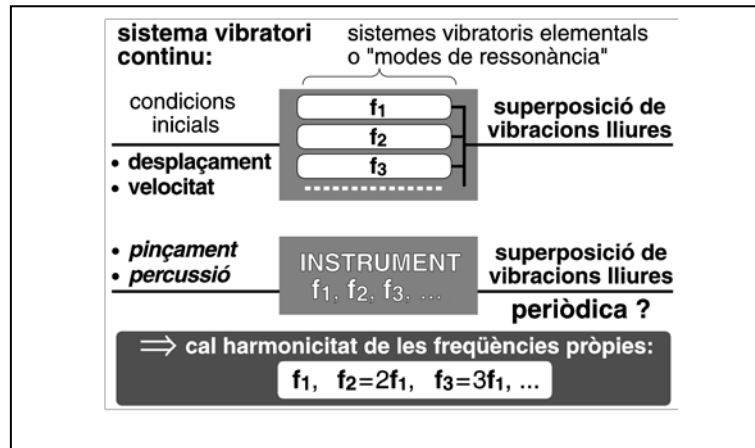 sistema vibratori
continu:
sistemes vibratoris elementals
o "modes de ressonància"
condicions
inicials
• desplaçament
• velocitat
f1
f2
f3
superposició de
vibracions lliures
• pinçament
• percussió
INSTRUMENT
f1, f2, f3, ...
superposició de
vibracions lliures
periòdica ?
⇒ cal harmonicitat de les freqüències pròpies:
f1, f2=2f1, f3=3f1, ...